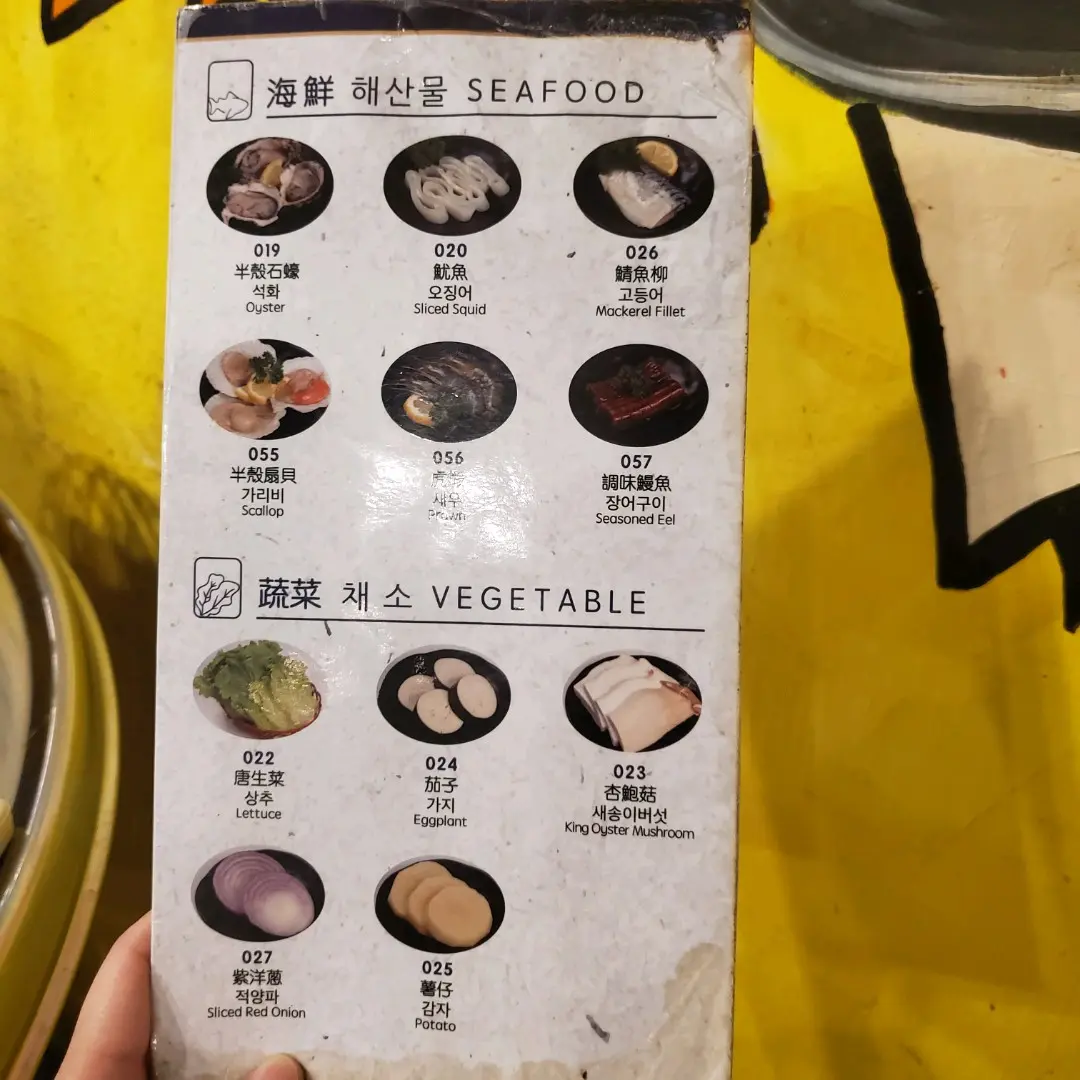 海鮮 해산물 SEAFOOD
019
半殼石蠔
석화
Oyster
020
魷魚
오징어
Sliced Squid
026
鯖魚柳
고등어
Mackerel Fillet
055
半殼扇貝
가리비
Scallop
056
虎蝦
새우
Prawn
057
調味鰻魚
장어구이
Seasoned Eel
蔬菜 채소 VEGETABLE
022
唐生菜
상추
Lettuce
024
茄子
가지
Eggplant
023
杏鮑菇
새송이버섯
King Oyster Mushroom
027
紫洋蔥
적양파
Sliced Red Onion
025
薯仔
감자
Potato